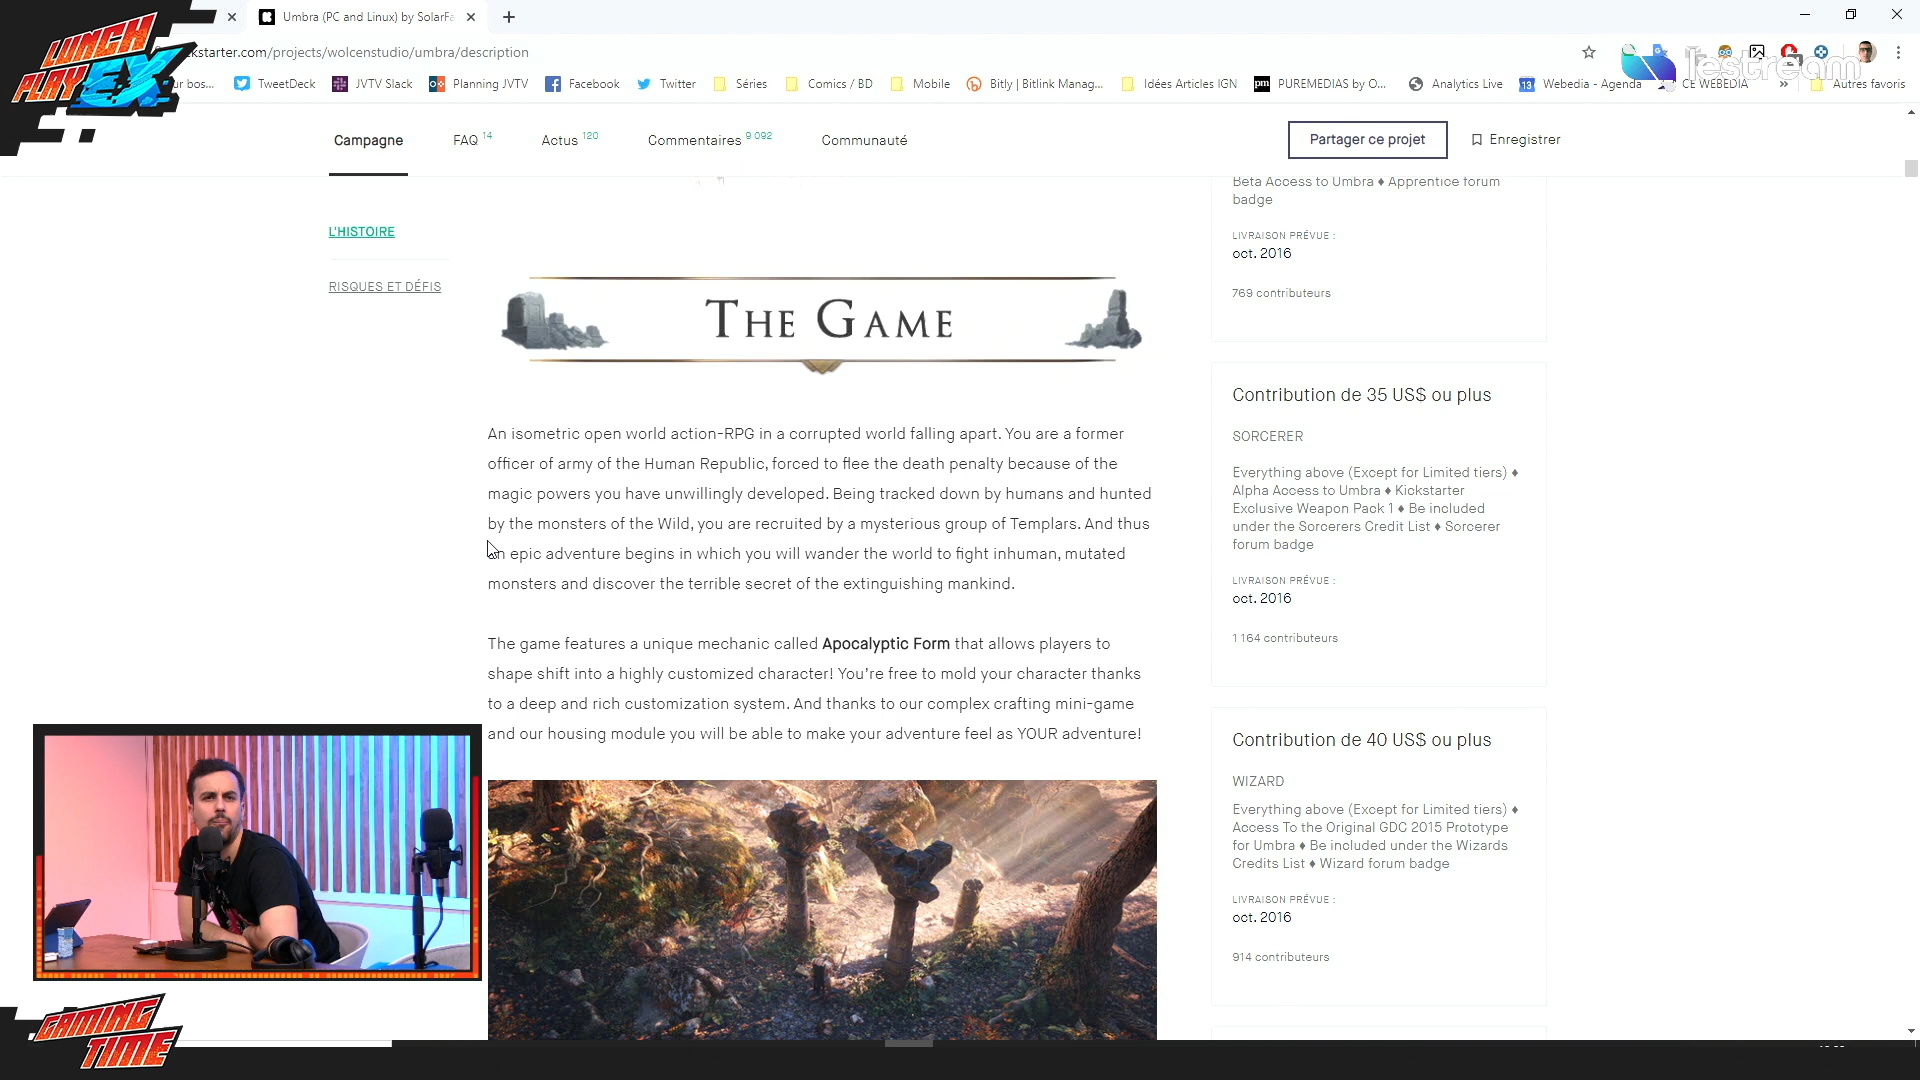 LUNCH
PLAY EX
Umbra (PC and Linux) by SolarFa
kstarter.com/projects/wolcenstudio/umbra/description
lestream
ur bos...
TweetDeck
JVTV Slack
Planning JVTV
Facebook
Twitter
Séries
Comics / BD
Mobile
Bitly | Bitlink Manag...
Idées Articles IGN
pm
PUREMEDIAS by O...
Analytics Live
13
Webedia - Agenda
CE WEBEDIA
»
Autres favoris
Campagne
FAQ 14
Actus 120
Commentaires 9 092
Communauté
Partager ce projet
Enregistrer
L'HISTOIRE
RISQUES ET DÉFIS
THE GAME
An isometric open world action-RPG in a corrupted world falling apart. You are a former
officer of army of the Human Republic, forced to flee the death penalty because of the
magic powers you have unwillingly developed. Being tracked down by humans and hunted
by the monsters of the Wild, you are recruited by a mysterious group of Templars. And thus
an epic adventure begins in which you will wander the world to fight inhuman, mutated
monsters and discover the terrible secret of the extinguishing mankind.
The game features a unique mechanic called Apocalyptic Form that allows players to
shape shift into a highly customized character! You're free to mold your character thanks
to a deep and rich customization system. And thanks to our complex crafting mini-game
and our housing module you will be able to make your adventure feel as YOUR adventure!
Beta Access to Umbra ♦ Apprentice forum
badge
LIVRAISON PRÉVUE :
oct. 2016
769 contributeurs
Contribution de 35 US$ ou plus
SORCERER
Everything above (Except for Limited tiers) ♦
Alpha Access to Umbra ♦ Kickstarter
Exclusive Weapon Pack 1 ♦ Be included
under the Sorcerers Credit List ♦ Sorcerer
forum badge
LIVRAISON PRÉVUE :
oct. 2016
1 164 contributeurs
Contribution de 40 US$ ou plus
WIZARD
Everything above (Except for Limited tiers) ♦
Access To the Original GDC 2015 Prototype
for Umbra ♦ Be included under the Wizards
Credits List ♦ Wizard forum badge
LIVRAISON PRÉVUE :
oct. 2016
914 contributeurs
GAMING
TIME